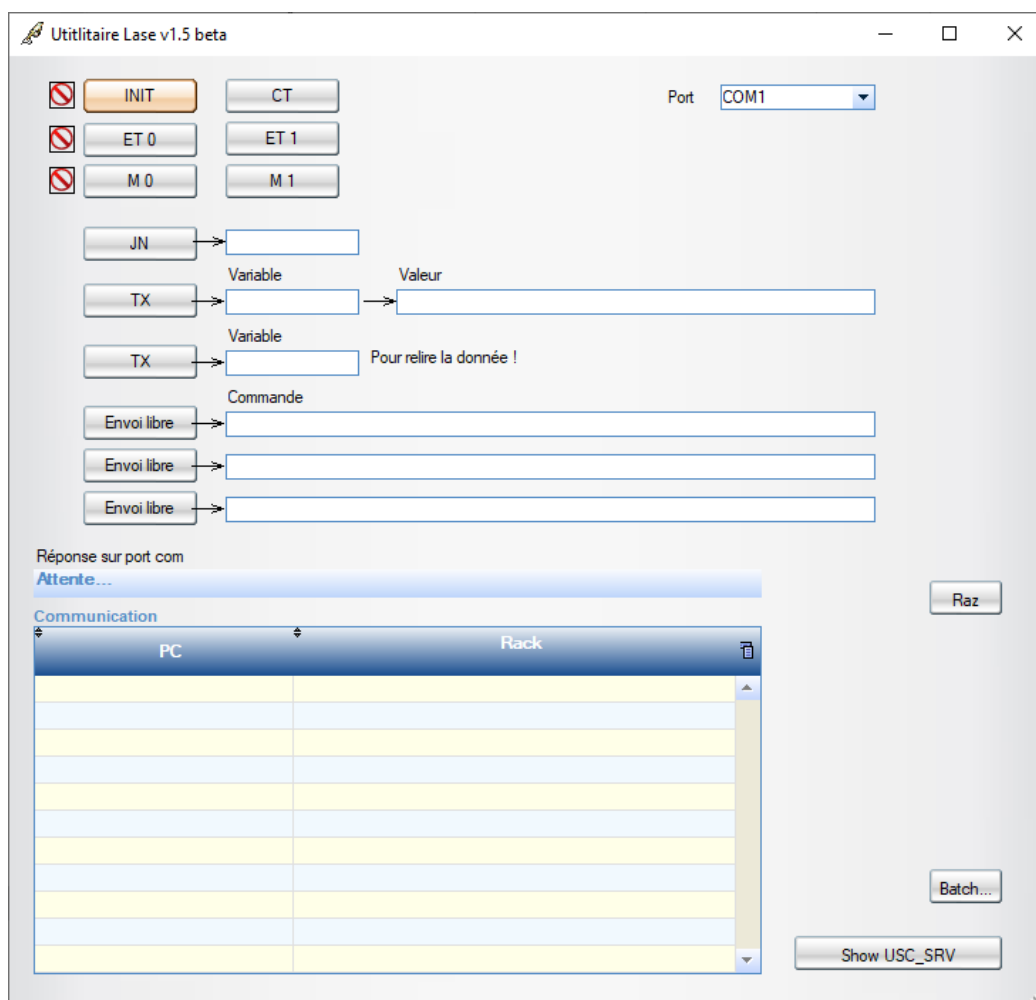 Utitlitaire Lase v1.5 beta
INIT CT Port COM1
ET 0 ET 1
M 0 M 1
JN
Variable Valeur
TX
Variable
TX Pour relire la donnée !
Commande
Envoi libre
Envoi libre
Envoi libre
Réponse sur port com
Attente...
Raz
Communication
PC Rack
Batch...
Show USC_SRV